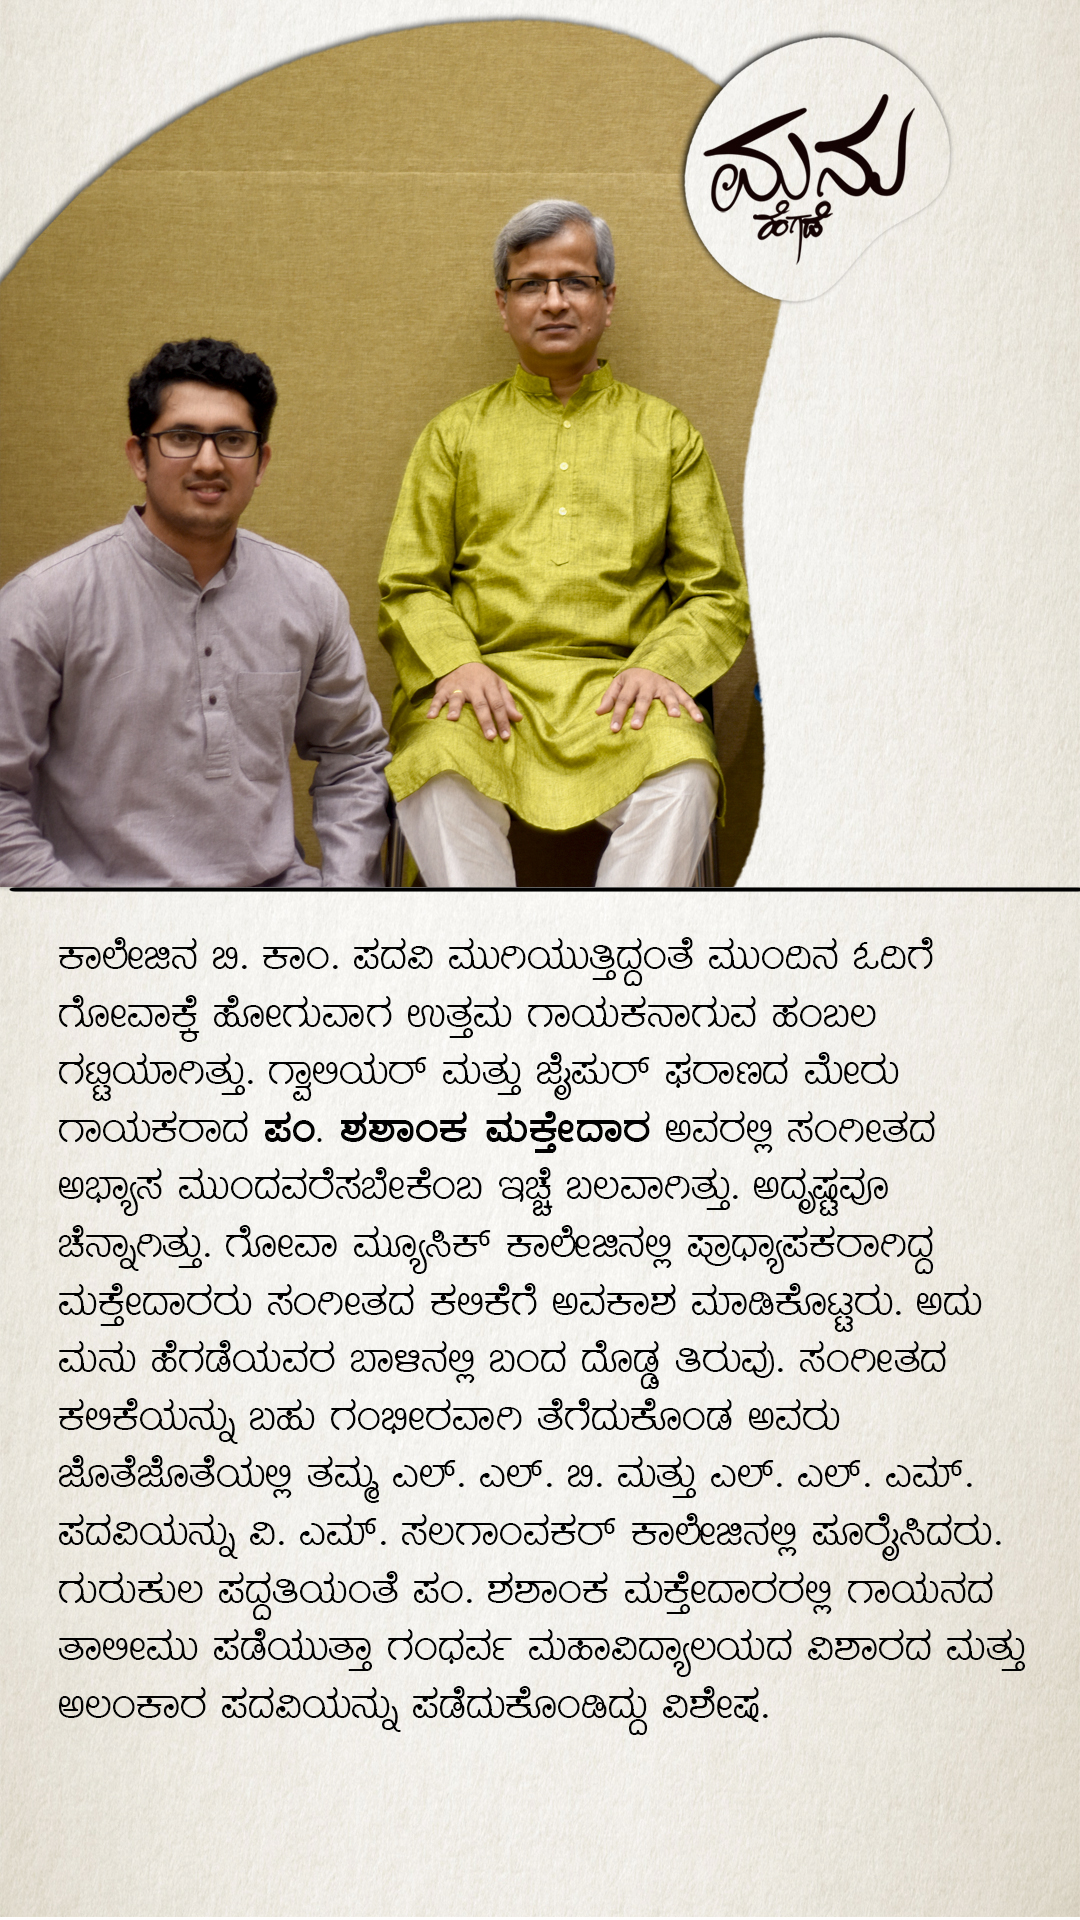 ಮನು
ಹೆಗಡೆ
ಕಾಲೇಜಿನ ಬಿ. ಕಾಂ. ಪದವಿ ಮುಗಿಯುತ್ತಿದ್ದಂತೆ ಮುಂದಿನ ಓದಿಗೆ
ಗೋವಾಕ್ಕೆ ಹೋಗುವಾಗ ಉತ್ತಮ ಗಾಯಕನಾಗುವ ಹಂಬಲ
ಗಟ್ಟಿಯಾಗಿತ್ತು. ಗ್ವಾಲಿಯರ್ ಮತ್ತು ಜೈಪುರ್ ಘರಾಣದ ಮೇರು
ಗಾಯಕರಾದ ಪಂ. ಶಶಾಂಕ ಮಕ್ತೇದಾರ ಅವರಲ್ಲಿ ಸಂಗೀತದ
ಅಭ್ಯಾಸ ಮುಂದವರೆಸಬೇಕೆಂಬ ಇಚ್ಛೆ ಬಲವಾಗಿತ್ತು. ಅದೃಷ್ಟವೂ
ಚೆನ್ನಾಗಿತ್ತು. ಗೋವಾ ಮ್ಯೂಸಿಕ್ ಕಾಲೇಜಿನಲ್ಲಿ ಪ್ರಾಧ್ಯಾಪಕರಾಗಿದ್ದ
ಮಕ್ತೇದಾರರು ಸಂಗೀತದ ಕಲಿಕೆಗೆ ಅವಕಾಶ ಮಾಡಿಕೊಟ್ಟರು. ಅದು
ಮನು ಹೆಗಡೆಯವರ ಬಾಳಿನಲ್ಲಿ ಬಂದ ದೊಡ್ಡ ತಿರುವು. ಸಂಗೀತದ
ಕಲಿಕೆಯನ್ನು ಬಹು ಗಂಭೀರವಾಗಿ ತೆಗೆದುಕೊಂಡ ಅವರು
ಜೊತೆಜೊತೆಯಲ್ಲಿ ತಮ್ಮ ಎಲ್. ಎಲ್. ಬಿ. ಮತ್ತು ಎಲ್. ಎಲ್. ಎಮ್.
ಪದವಿಯನ್ನು ವಿ. ಎಮ್. ಸಲಗಾಂವಕರ್ ಕಾಲೇಜಿನಲ್ಲಿ ಪೂರೈಸಿದರು.
ಗುರುಕುಲ ಪದ್ದತಿಯಂತೆ ಪಂ. ಶಶಾಂಕ ಮಕ್ತೇದಾರರಲ್ಲಿ ಗಾಯನದ
ತಾಲೀಮು ಪಡೆಯುತ್ತಾ ಗಂಧರ್ವ ಮಹಾವಿದ್ಯಾಲಯದ ವಿಶಾರದ ಮತ್ತು
ಅಲಂಕಾರ ಪದವಿಯನ್ನು ಪಡೆದುಕೊಂಡಿದ್ದು ವಿಶೇಷ.